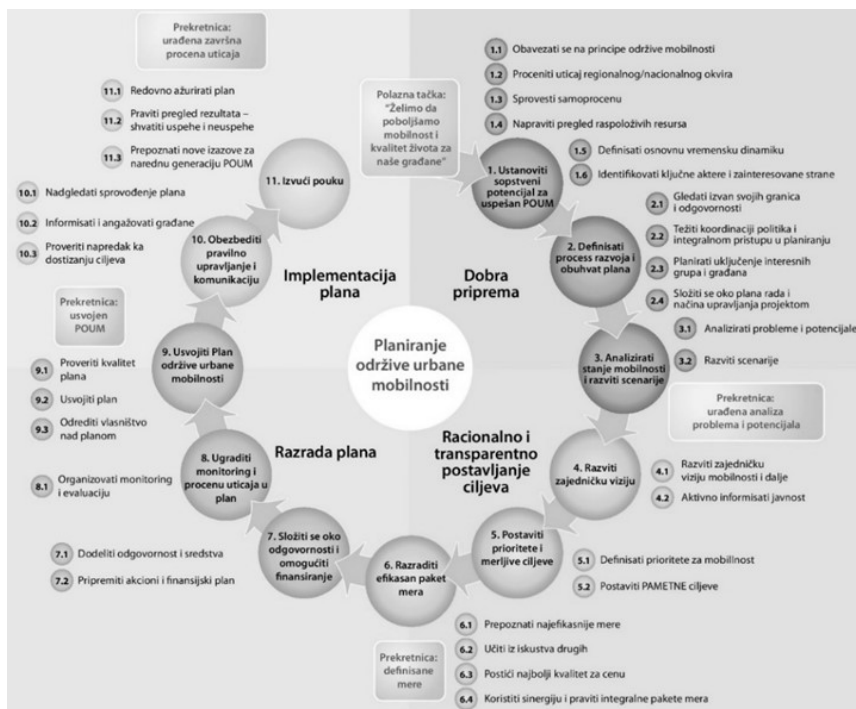 Prekretnica:
urađena završna
procena uticaja
11.1 Redovno ažurirati plan
11.2 Praviti pregled rezultata –
shvatiti uspehe i neuspehe
11.3 Prepoznati nove izazove za
narednu generaciju POUM
10.1 Nadgledati sprovođenje plana
10.2 Informisati i angažovati građane
10.3 Proveriti napredak ka
dostizanju ciljeva
Prekretnica:
usvojen
POUM
9.1 Proveriti kvalitet
plana
9.2 Usvojiti plan
9.3 Odrediti vlasništvo
nad planom
8.1 Organizovati monitoring
i evaluaciju
7.1 Dodeliti odgovornost i sredstva
7.2 Pripremiti akcioni i finansijski plan
Polazna tačka:
"Želimo da
poboljšamo
mobilnost i
kvalitet života za
naše građane"
1.1 Obavezati se na principe održive mobilnosti
1.2 Proceniti uticaj regionalnog/nacionalnog okvira
1.3 Sprovesti samoprocenu
1.4 Napraviti pregled raspoloživih resursa
1.5 Definisati osnovnu vremensku dinamiku
1.6 Identifikovati ključne aktere i zainteresovane strane
2.1 Gledati izvan svojih granica
i odgovornosti
2.2 Težiti koordinaciji politika i
integralnom pristupu u planiranju
2.3 Planirati uključenje interesnih
grupa i građana
2.4 Složiti se oko plana rada i
načina upravljanja projektom
3.1 Analizirati probleme i potencijale
3.2 Razviti scenarije
Prekretnica:
urađena analiza
problema i potencijala
4.1 Razviti zajedničku
viziju mobilnosti i dalje
4.2 Aktivno informisati javnost
5.1 Definisati prioritete za mobillnost
5.2 Postaviti PAMETNE ciljeve
6.1 Prepoznati najefikasnije mere
6.2 Učiti iz iskustva drugih
6.3 Postići najbolji kvalitet za cenu
6.4 Koristiti sinergiju i praviti integralne pakete mera
Prekretnica:
definisane
mere
1. Ustanoviti
sopstveni
potencijal za
uspešan POUM
2. Definisati
process razvoja i
obuhvat plana
3. Analizirati
stanje mobilnosti
i razviti scenarije
4. Razviti
zajedničku viziju
5. Postaviti
prioritete i
merljive ciljeve
6. Razraditi
efikasan paket
mera
7. Složiti se oko
odgovornosti i
omogućiti
finansiranje
8. Ugraditi
monitoring i
procenu uticaja u
plan
9. Usvojiti Plan
održive urbane
mobilnosti
10. Obezbediti
pravilno
upravljanje i
komunikaciju
11. Izvući pouku
Implementacija
plana
Dobra
priprema
Planiranje
održive urbane
mobilnosti
Razrada plana
Racionalno i
transparentno
postavljanje
ciljeva